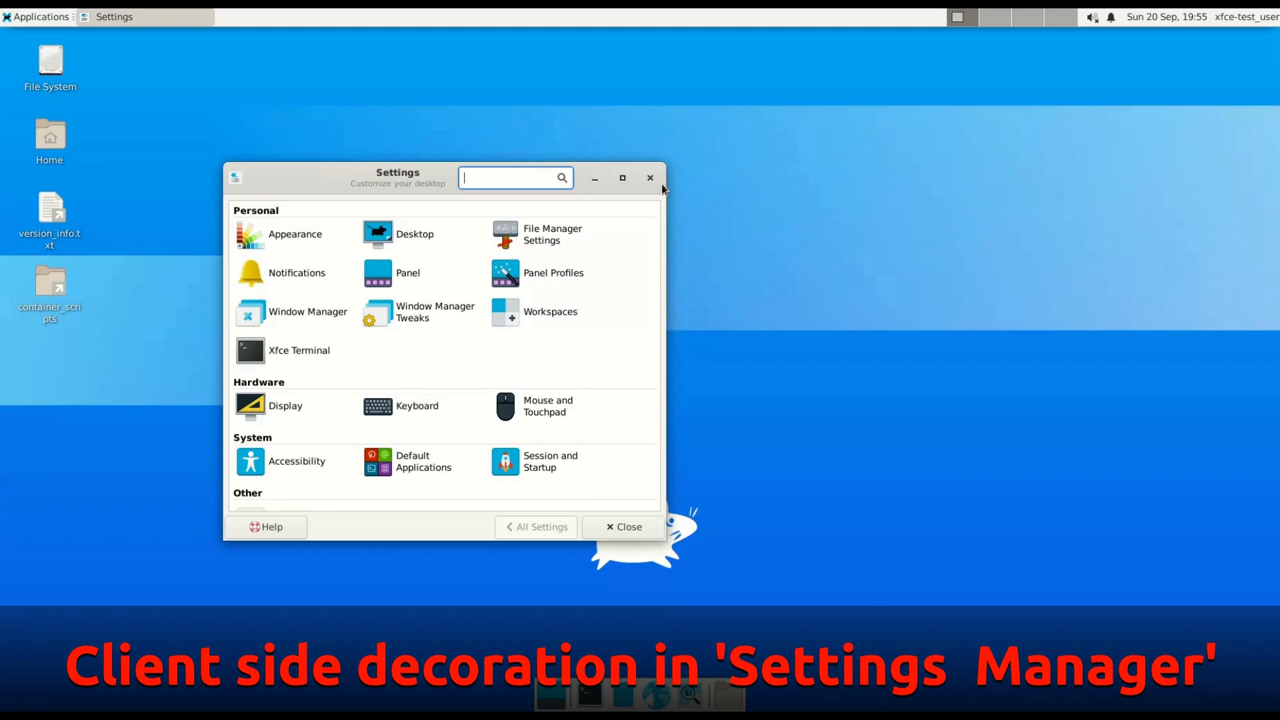 Applications
Settings
Sun 20 Sep, 19:55
xfce-test_user
File System
Home
version_info.t
xt
container_scri
pts
Settings
Customize your desktop
Personal
Appearance
Desktop
File Manager
Settings
Notifications
Panel
Panel Profiles
Window Manager
Window Manager
Tweaks
Workspaces
Xfce Terminal
Hardware
Display
Keyboard
Mouse and
Touchpad
System
Accessibility
Default
Applications
Session and
Startup
Other
Help
All Settings
Close
Client side decoration in 'Settings Manager'